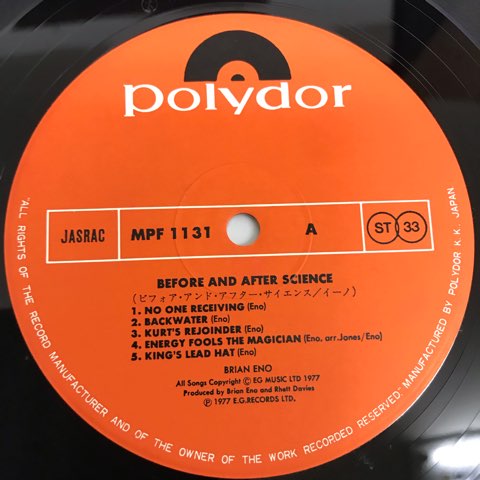 polydor
JASRAC
MPF 1131
A
ST 33
BEFORE AND AFTER SCIENCE
(ビフォア・アンド・アフター・サイエンス/イーノ)
1. NO ONE RECEIVING (Eno)
2. BACKWATER (Eno)
3. KURT'S REJOINDER (Eno)
4. ENERGY FOOLS THE MAGICIAN (Eno, arr. Jones/Eno)
5. KING'S LEAD HAT (Eno)
BRIAN ENO
All Songs Copyright Ⓒ EG MUSIC LTD 1977
Produced by Brian Eno and Rhett Davies
Ⓟ 1977 E.G.RECORDS LTD.
"ALL RIGHTS OF THE RECORD MANUFACTURER AND OF THE OWNER OF THE WORK RECORDED RESERVED: MANUFACTURED BY POLYDOR K.K. JAPAN